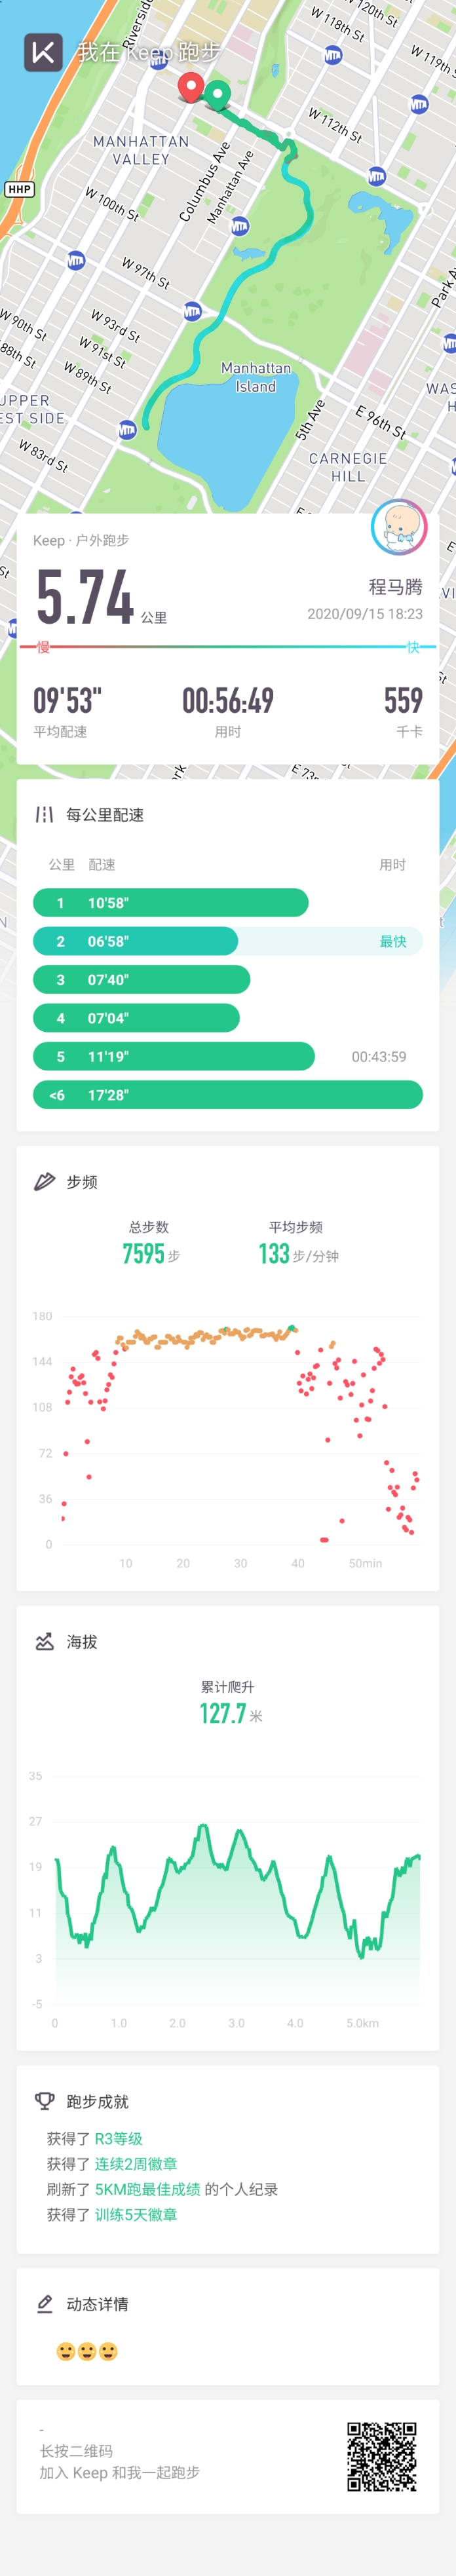 我在 Keep 跑步
Riverside
W 120th St
W 118th St
W 119th St
W 112th St
MANHATTAN
VALLEY
Columbus Ave
Manhattan Ave
HHP
W 100th St
W 97th St
Park A
W 90th St
W 93rd St
88th St
W 91st St
W 89th St
Manhattan
Island
UPPER
EST SIDE
5th Ave
E 96th St
WAS
H
W 83rd St
CARNEGIE
HILL
Keep · 户外跑步
5.74 公里
程马腾
2020/09/15 18:23
慢 快
09'53" 00:56:49 559
平均配速 用时 千卡
E 73r
每公里配速
公里 配速 用时
1 10'58"
2 06'58" 最快
3 07'40"
4 07'04"
5 11'19" 00:43:59
<6 17'28"
步频
总步数 平均步频
7595 步 133 步/分钟
180
144
108
72
36
0
10 20 30 40 50min
海拔
累计爬升
127.7 米
35
27
19
11
3
-5
0 1.0 2.0 3.0 4.0 5.0km
跑步成就
获得了 R3等级
获得了 连续2周徽章
刷新了 5KM跑最佳成绩 的个人纪录
获得了 训练5天徽章
动态详情
-
长按二维码
加入 Keep 和我一起跑步